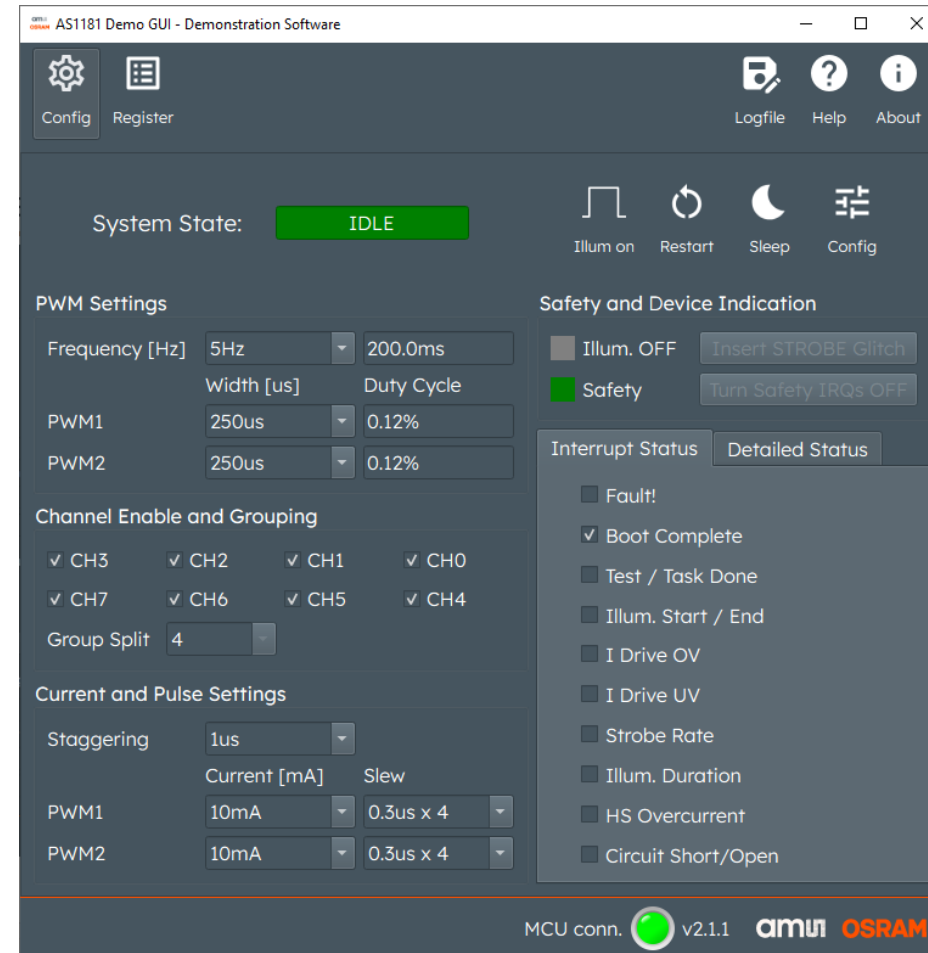 am OSRAM AS1181 Demo GUI - Demonstration Software
Config Register Logfile Help About
System State: IDLE
Illum on Restart Sleep Config
PWM Settings
Frequency [Hz] 5Hz 200.0ms
Width [us] Duty Cycle
PWM1 250us 0.12%
PWM2 250us 0.12%
Channel Enable and Grouping
CH3 CH2 CH1 CH0
CH7 CH6 CH5 CH4
Group Split 4
Current and Pulse Settings
Staggering 1us
Current [mA] Slew
PWM1 10mA 0.3us x 4
PWM2 10mA 0.3us x 4
Safety and Device Indication
Illum. OFF Insert STROBE Glitch
Safety Turn Safety IRQs OFF
Interrupt Status Detailed Status
Fault!
Boot Complete
Test / Task Done
Illum. Start / End
I Drive OV
I Drive UV
Strobe Rate
Illum. Duration
HS Overcurrent
Circuit Short/Open
MCU conn. v2.1.1 amu OSRAM